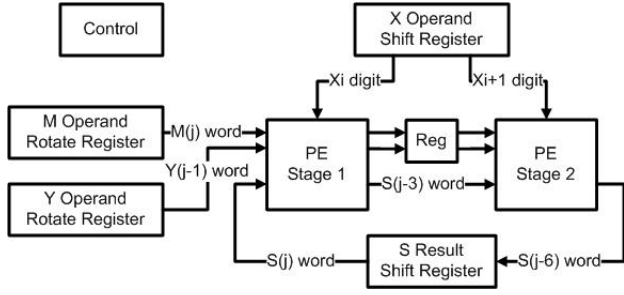 Control
X Operand
Shift Register
Xi digit
Xi+1 digit
M Operand
Rotate Register
M(j) word
Y(j-1) word
Y Operand
Rotate Register
PE
Stage 1
Reg
PE
Stage 2
S(j-3) word
S(j) word
S Result
Shift Register
S(j-6) word